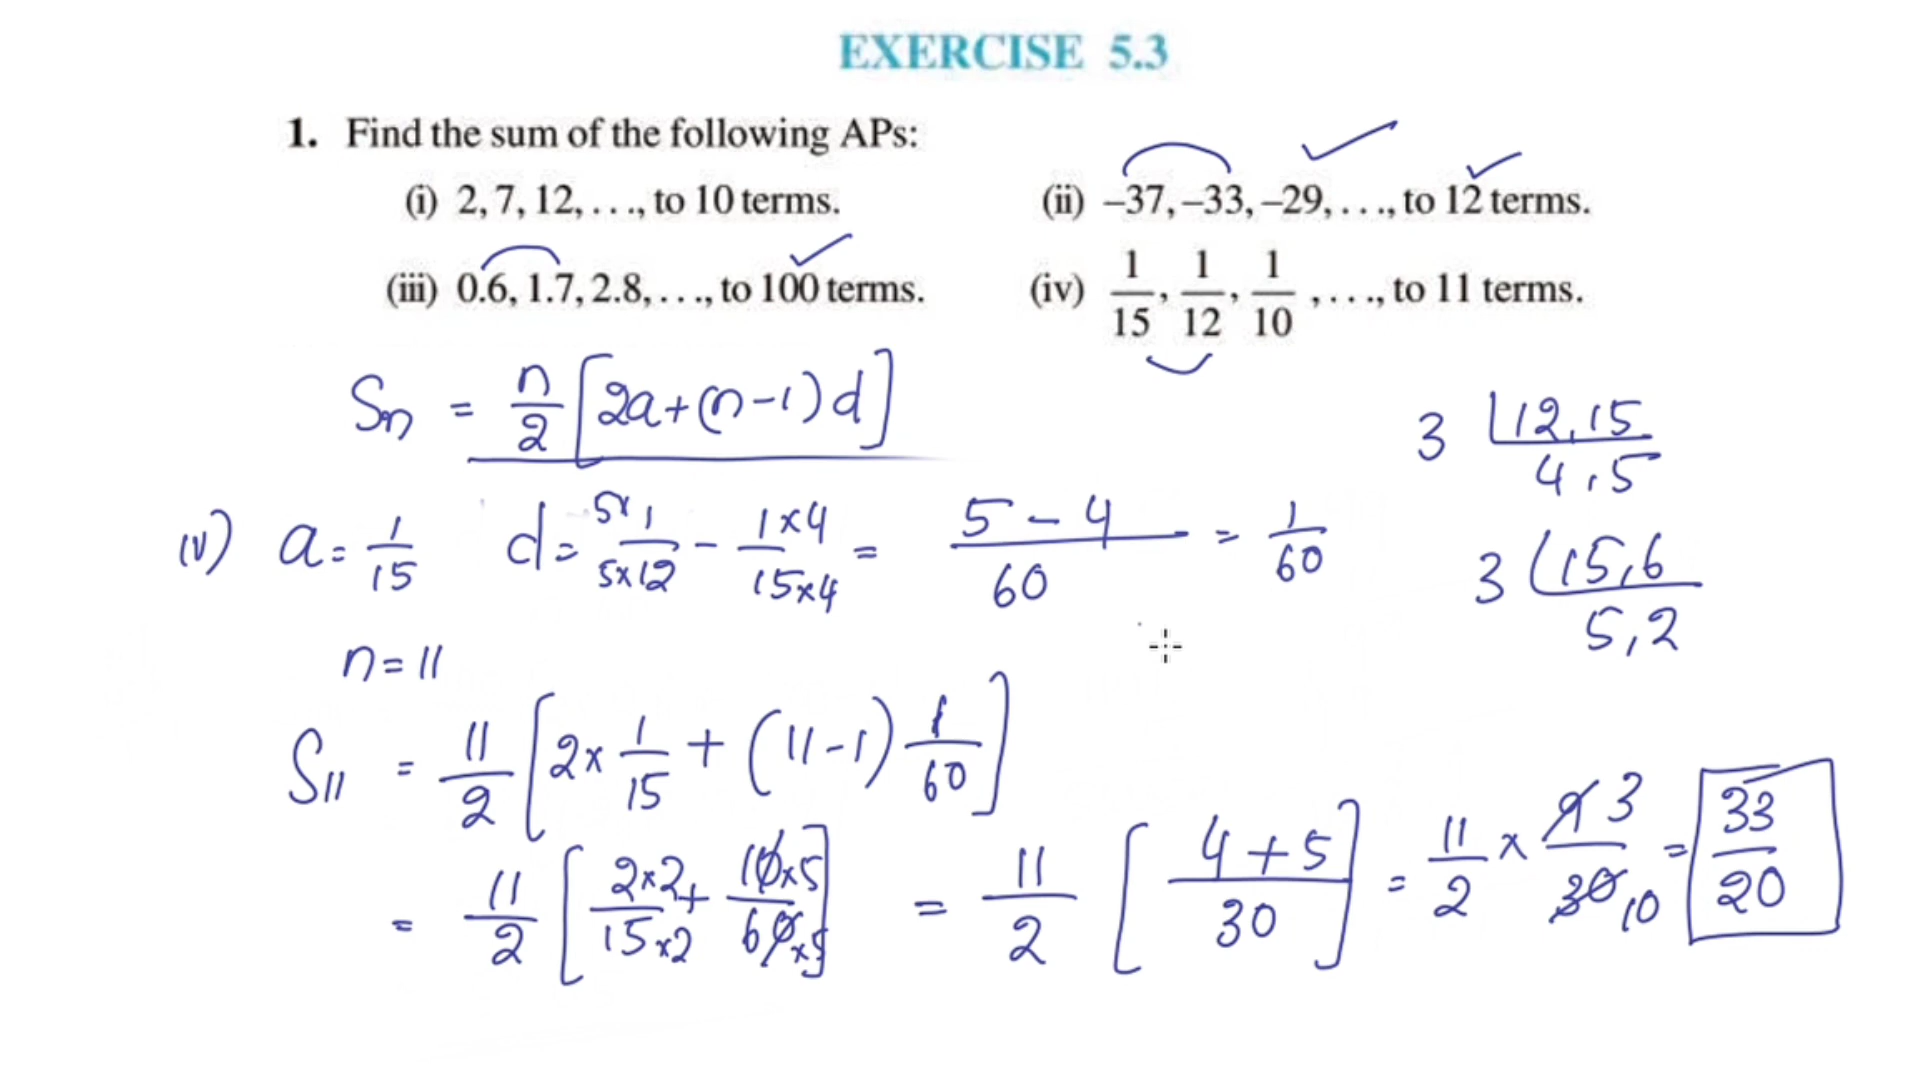 EXERCISE 5.3
1. Find the sum of the following APs:
(i) 2, 7, 12, . . ., to 10 terms.
(ii) –37, –33, –29, . . ., to 12 terms.
(iii) 0.6, 1.7, 2.8, . . ., to 100 terms.
(iv) 1/15, 1/12, 1/10, . . ., to 11 terms.
Sn = n/2 [2a+(n-1)d]
3 | 12, 15
4, 5
(iv) a = 1/15 d = 5×1/5×12 - 1×4/15×4 = 5-4/60 = 1/60
3 | 15, 6
5, 2
n = 11
S11 = 11/2 [2× 1/15 + (11-1) 1/60]
= 11/2 [2×2/15×2 + 10×5/60×5] = 11/2 [4+5/30] = 11/2 × 9 3/30 10 = 33/20